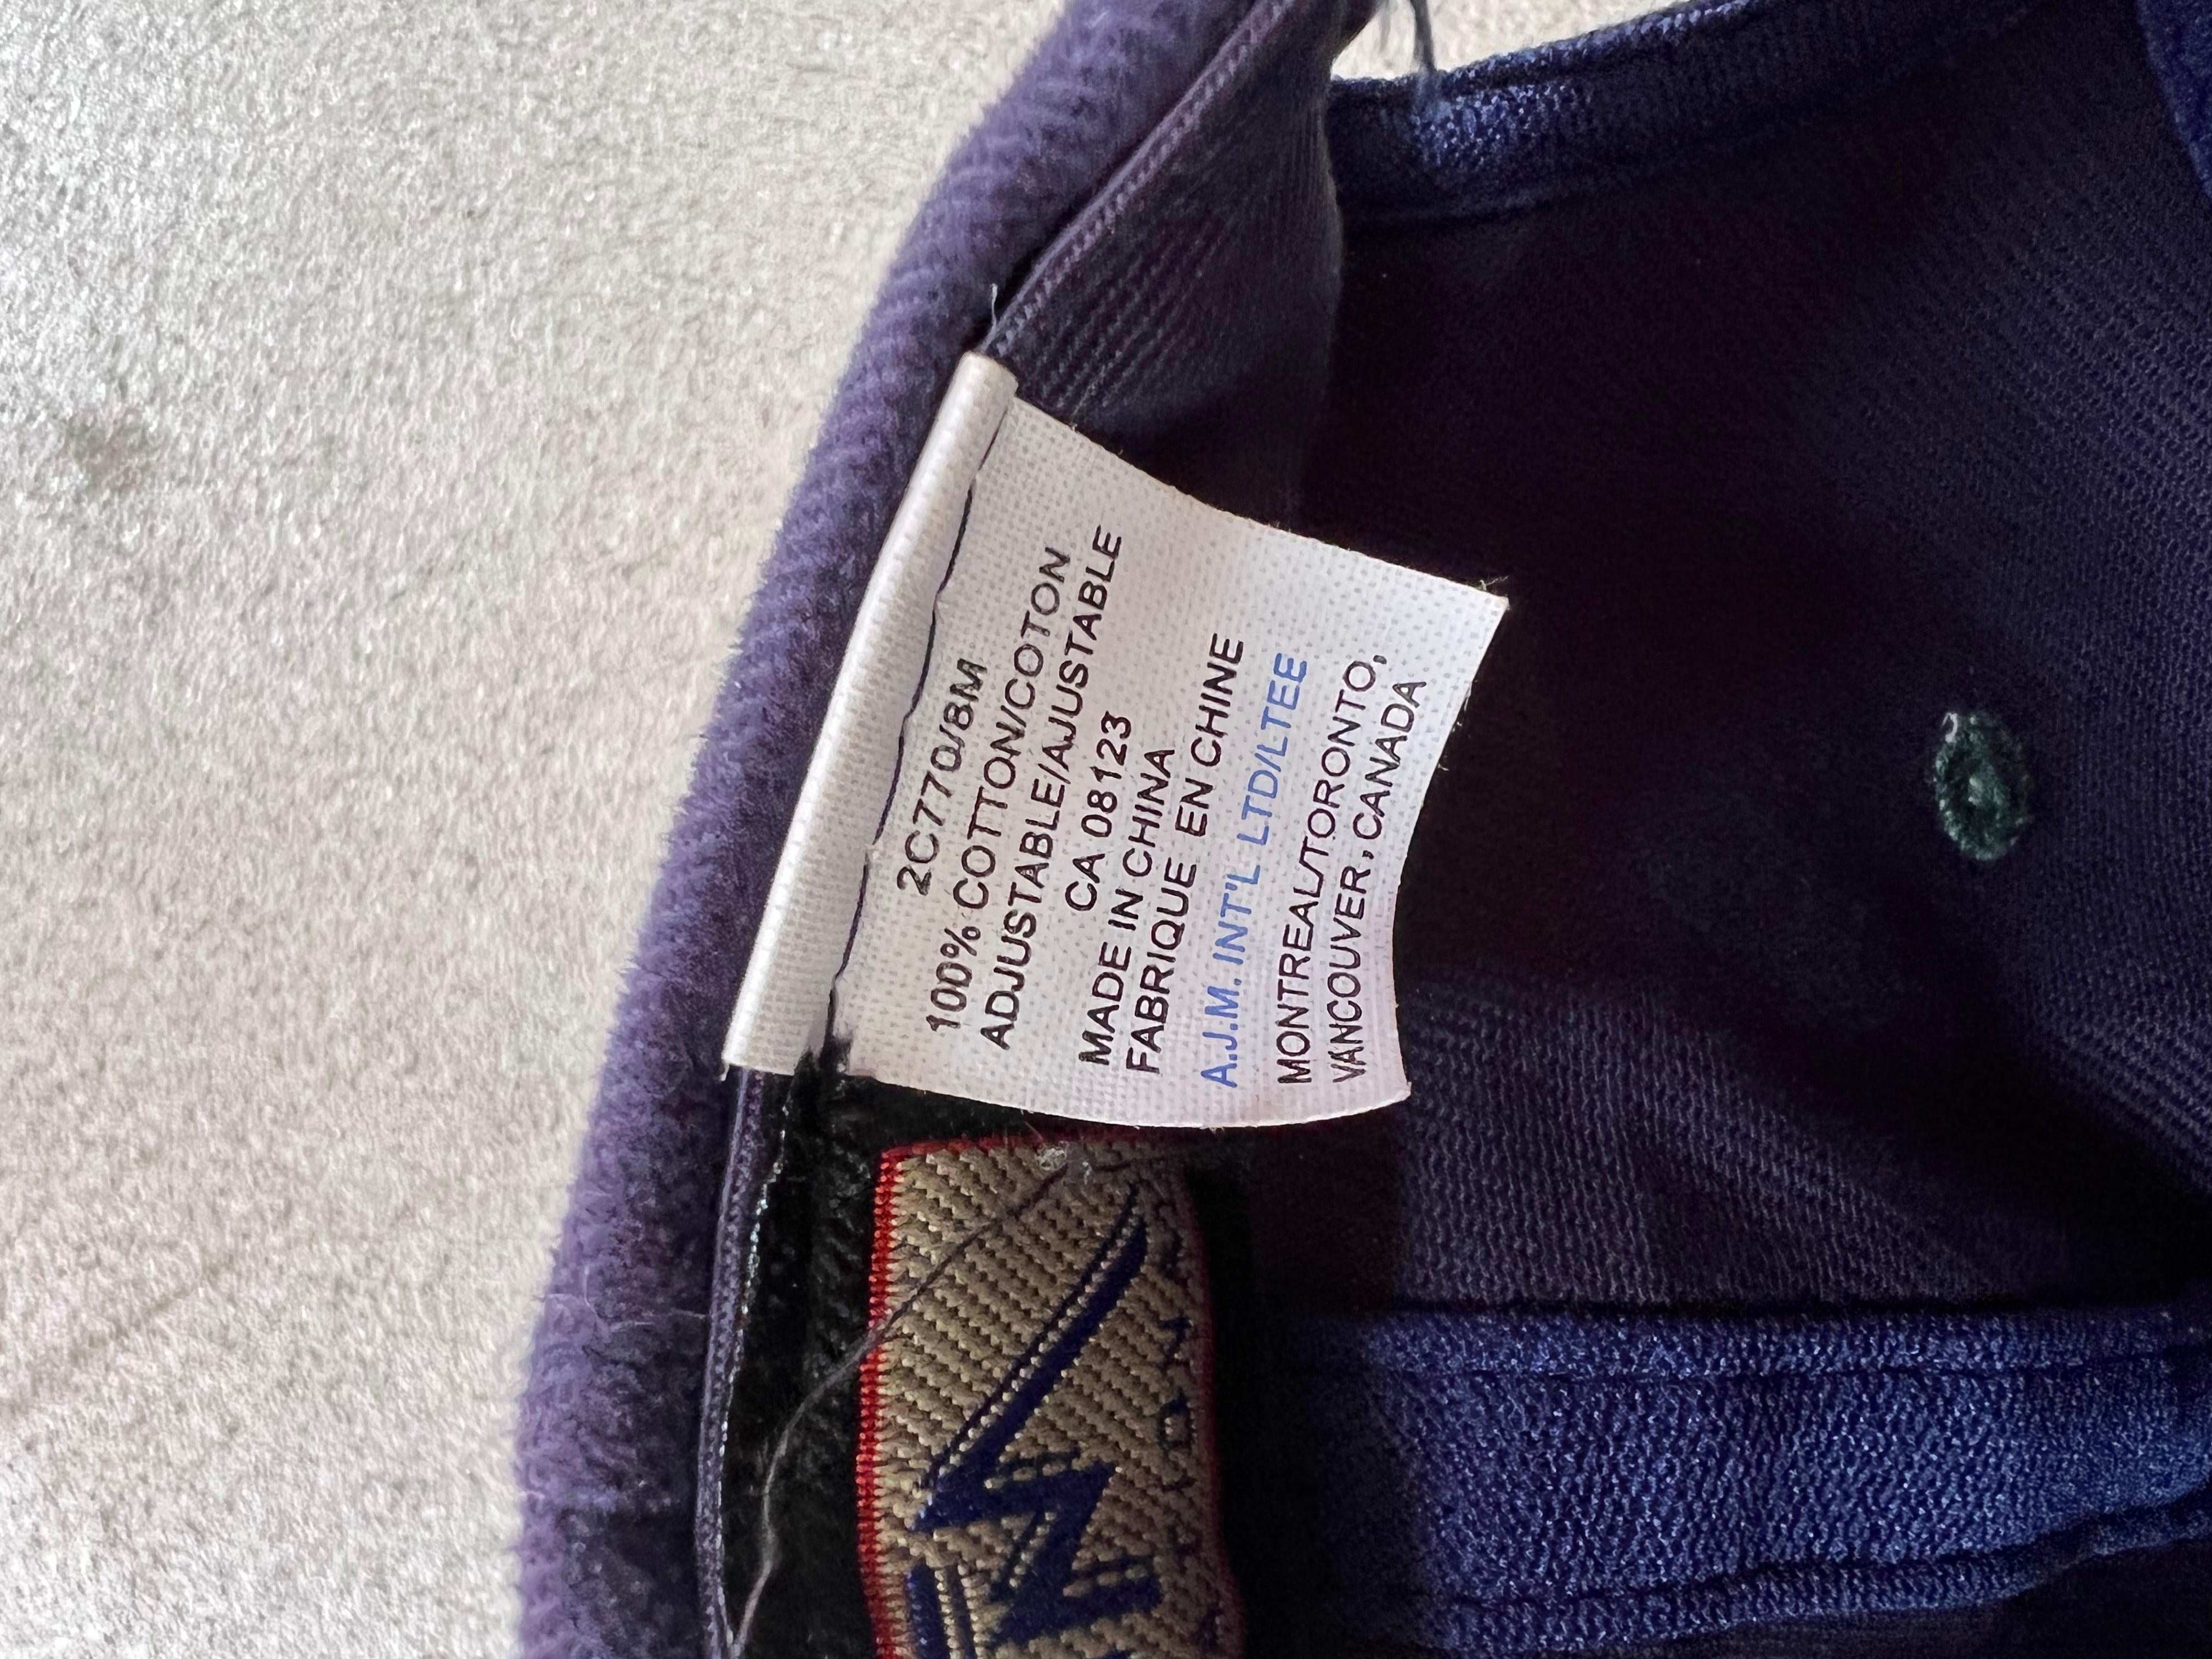 2C770/BM
100% COTTON/COTON
ADJUSTABLE/AJUSTABLE
CA 08123
MADE IN CHINA
FABRIQUE EN CHINE
A.J.M. INT'L LTD/LTEE
MONTREAL/TORONTO,
VANCOUVER, CANADA